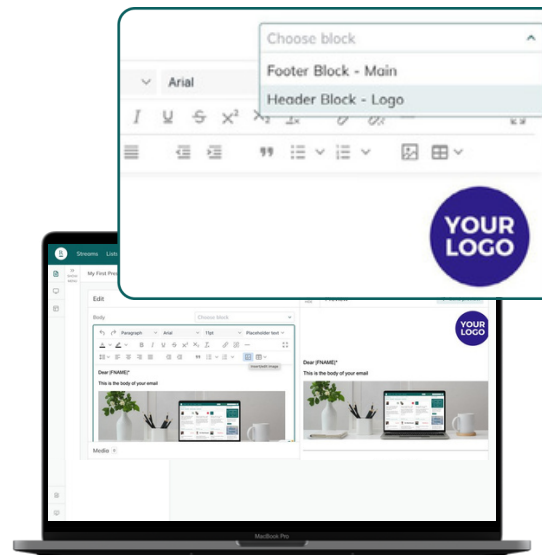 Choose block
Footer Block - Main
Arial
Header Block - Logo
YOUR
LOGO
Streams Lists
My First Pre
Edit
Body
Choose block
Paragraph
Arial
11pt
Placeholder text
YOUR
LOGO
Dear |FNAME|*
This is the body of your email
Dear |FNAME|*
This is the body of your email
Media
MacBook Pro